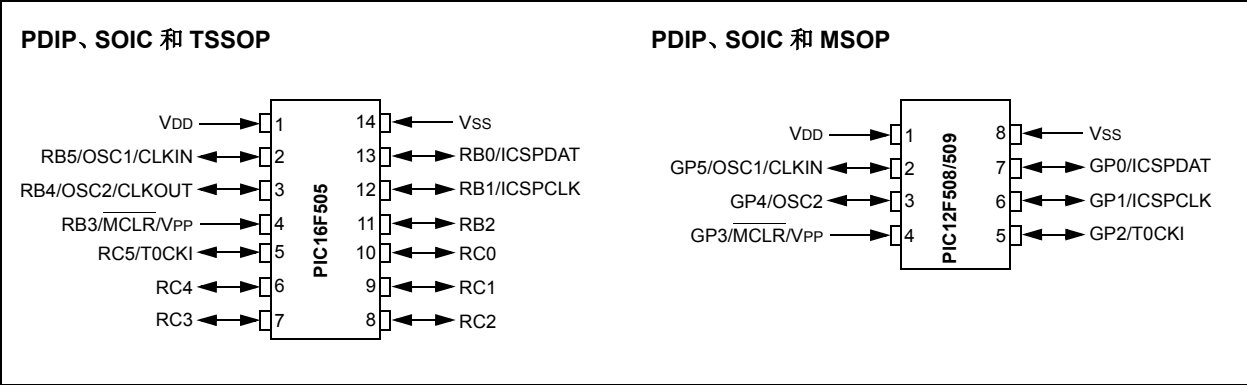 PDIP、SOIC 和 TSSOP
VDD 1
RB5/OSC1/CLKIN 2
RB4/OSC2/CLKOUT 3
RB3/MCLR/VPP 4
RC5/T0CKI 5
RC4 6
RC3 7
PIC16F505
14 VSS
13 RB0/ICSPDAT
12 RB1/ICSPCLK
11 RB2
10 RC0
9 RC1
8 RC2
PDIP、SOIC 和 MSOP
VDD 1
GP5/OSC1/CLKIN 2
GP4/OSC2 3
GP3/MCLR/VPP 4
PIC12F508/509
8 VSS
7 GP0/ICSPDAT
6 GP1/ICSPCLK
5 GP2/T0CKI